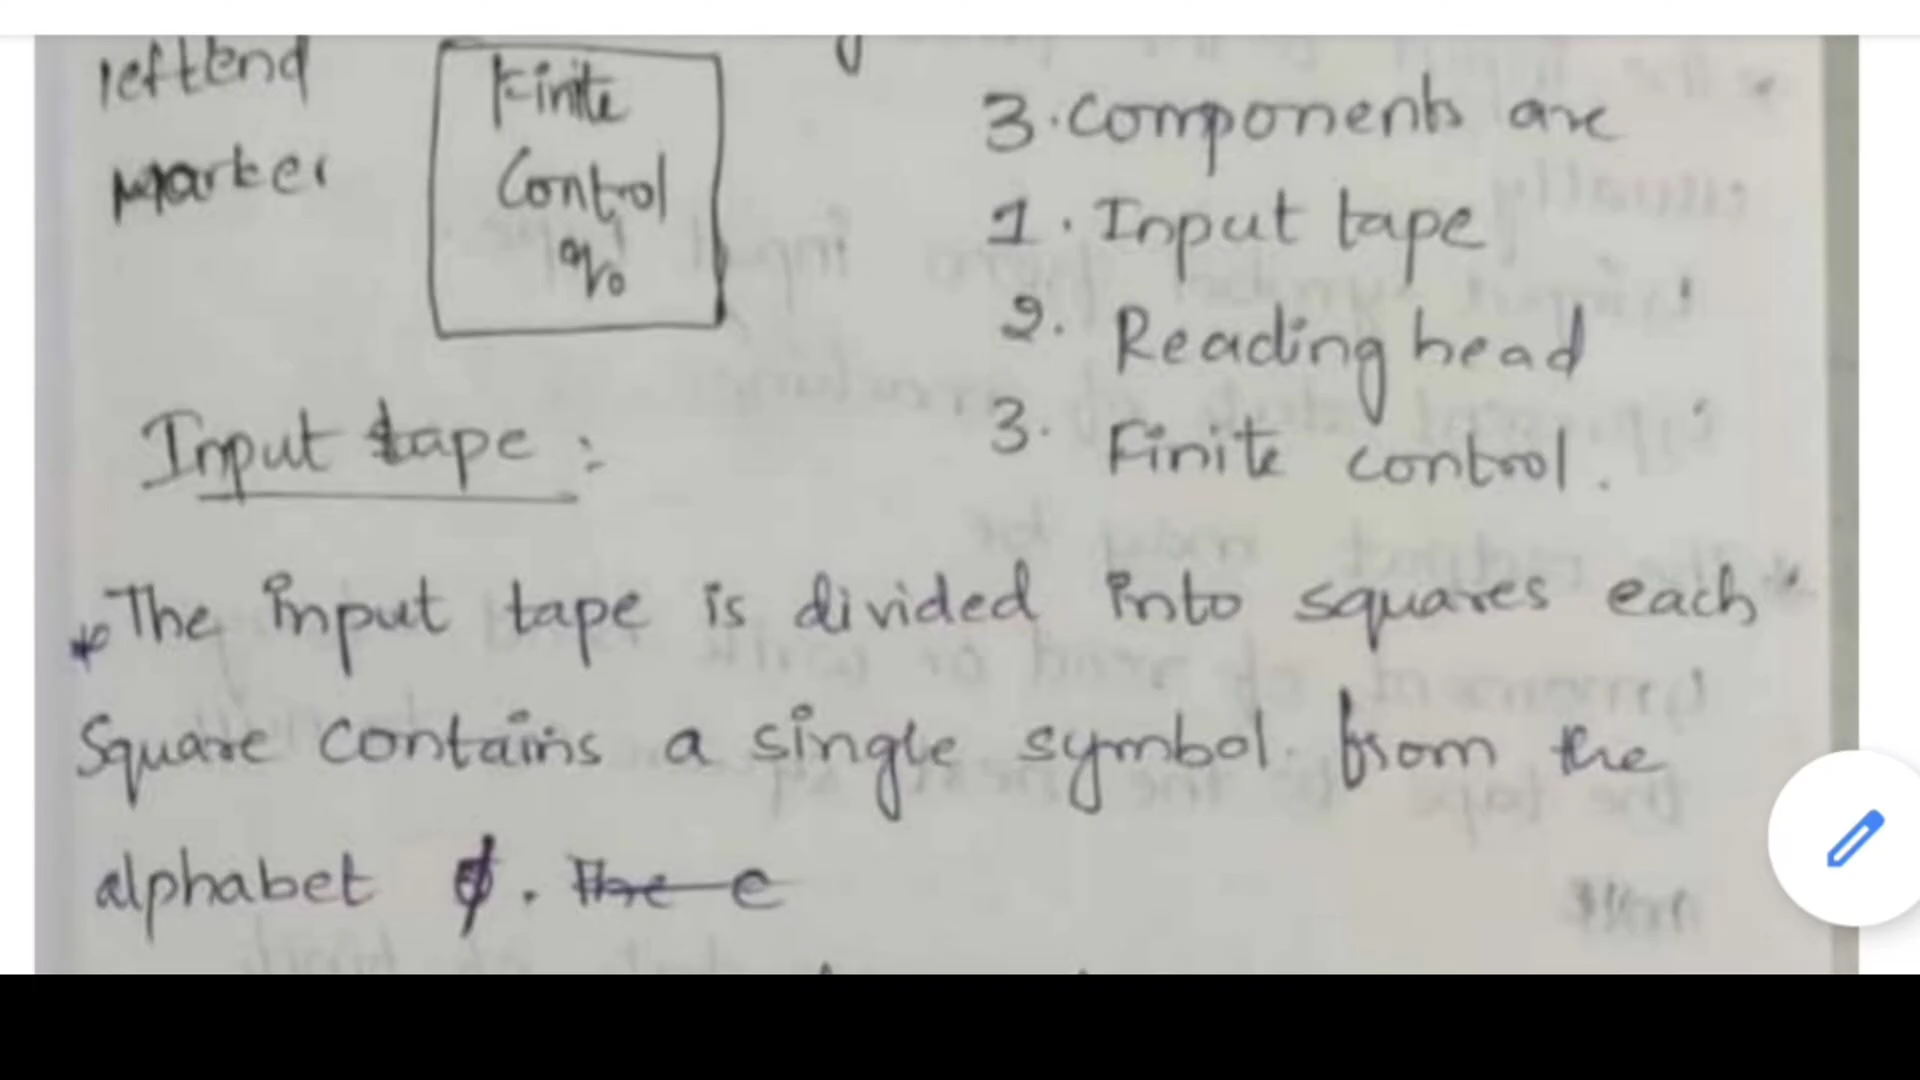 leftend
marker
Finite
Control
q₀
3. Components are
1. Input tape
2. Reading head
3. Finite control.
Input tape :
* The input tape is divided into squares each
Square contains a single symbol. from the
alphabet ϕ. The c